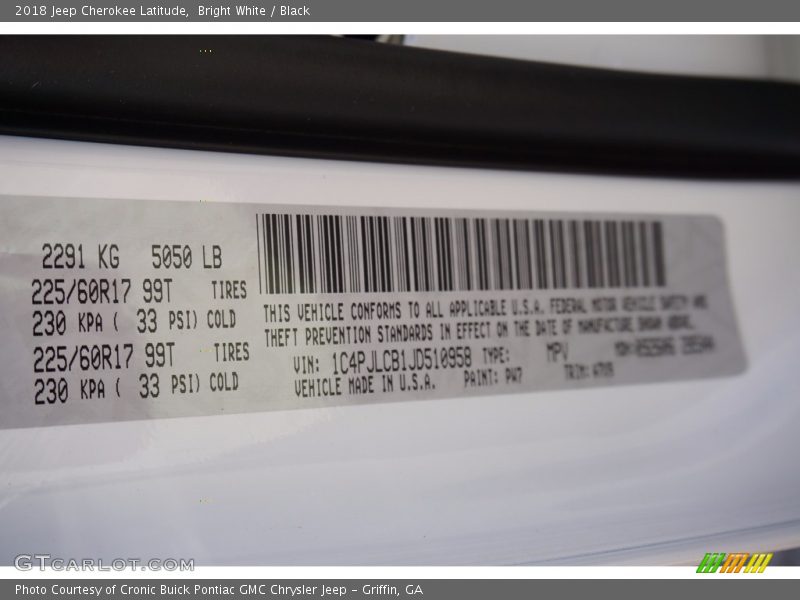 2018 Jeep Cherokee Latitude, Bright White / Black
2291 KG 5050 LB
225/60R17 99T TIRES
230 KPA ( 33 PSI) COLD
225/60R17 99T TIRES
230 KPA ( 33 PSI) COLD
THIS VEHICLE CONFORMS TO ALL APPLICABLE U.S.A. FEDERAL MOTOR VEHICLE SAFETY AND
THEFT PREVENTION STANDARDS IN EFFECT ON THE DATE OF MANUFACTURE SHOWN ABOVE.
VIN: 1C4PJLCB1JD510958 TYPE: MPV
VEHICLE MADE IN U.S.A. PAINT: PW7 TRIM:
GTCARLOT.COM
Photo Courtesy of Cronic Buick Pontiac GMC Chrysler Jeep - Griffin, GA